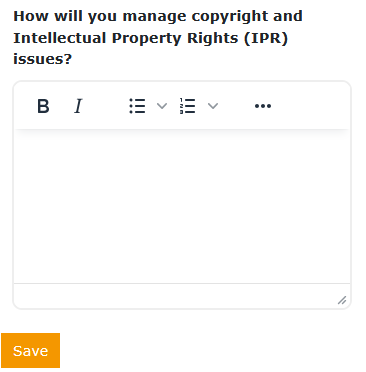 How will you manage copyright and
Intellectual Property Rights (IPR)
issues?
B I
Save